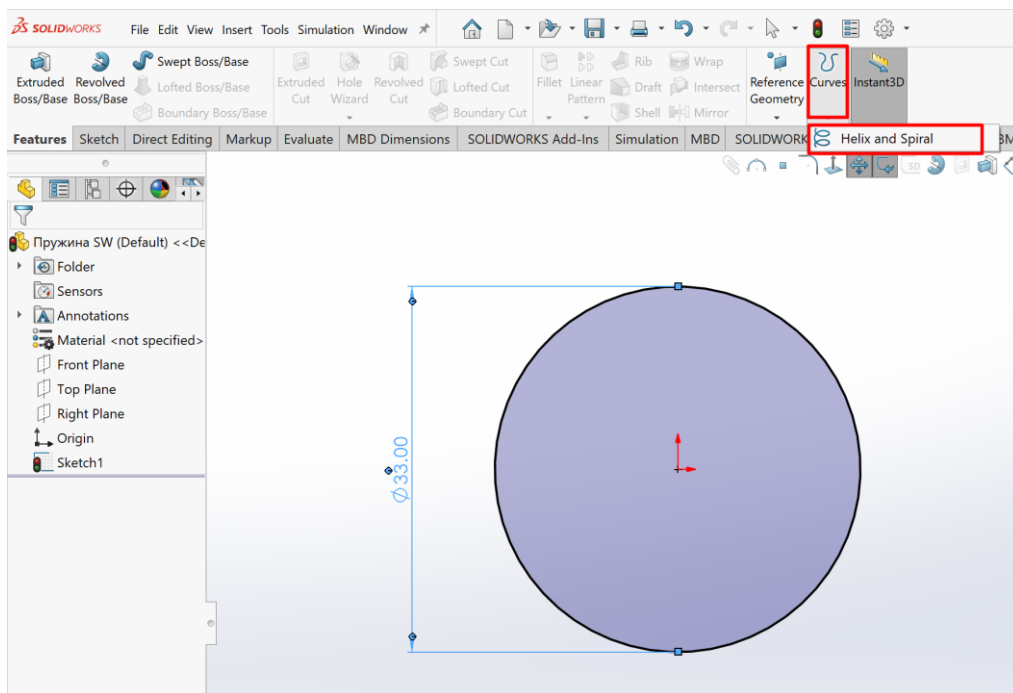 SOLIDWORKS File Edit View Insert Tools Simulation Window
Swept Boss/Base Swept Cut Rib Wrap
Extruded Boss/Base Revolved Boss/Base Lofted Boss/Base Extruded Cut Hole Wizard Revolved Cut Lofted Cut Fillet Linear Pattern Draft Intersect Reference Geometry Curves Instant3D
Boundary Boss/Base Boundary Cut Shell Mirror
Features Sketch Direct Editing Markup Evaluate MBD Dimensions SOLIDWORKS Add-Ins Simulation MBD SOLIDWORK Helix and Spiral BM
3D
Пружина SW (Default) <<De
Folder
Sensors
Annotations
Material <not specified>
Front Plane
Top Plane
Right Plane
Origin
Sketch1
Ø33.00